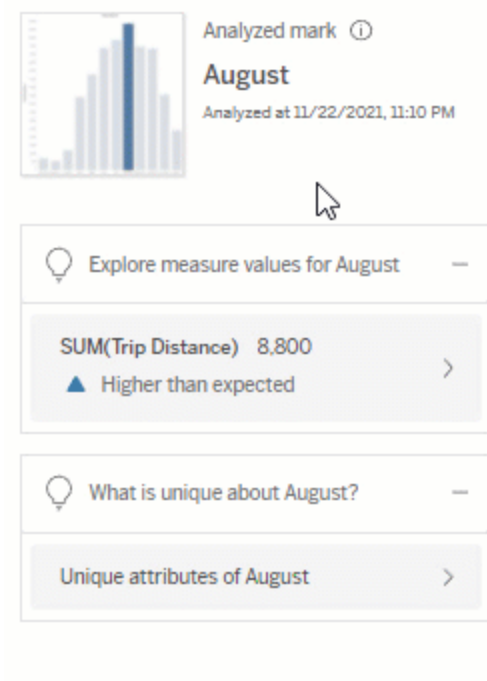 Analyzed mark
August
Analyzed at 11/22/2021, 11:10 PM
Explore measure values for August
SUM(Trip Distance) 8,800
Higher than expected
What is unique about August?
Unique attributes of August